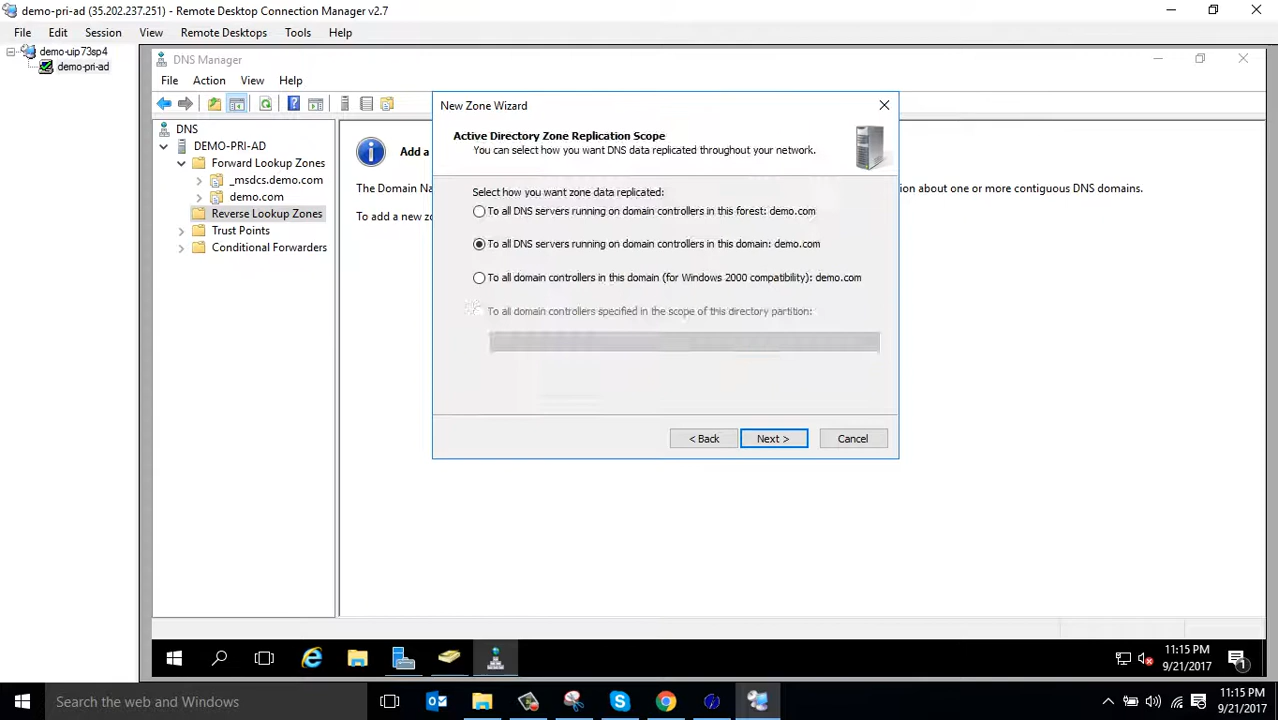 demo-pri-ad (35.202.237.251) - Remote Desktop Connection Manager v2.7
File Edit Session View Remote Desktops Tools Help
demo-uip73sp4
demo-pri-ad
DNS Manager
File Action View Help
DNS
DEMO-PRI-AD
Forward Lookup Zones
_msdcs.demo.com
demo.com
Reverse Lookup Zones
Trust Points
Conditional Forwarders
Add a
The Domain Na
ion about one or more contiguous DNS domains.
To add a new zo
New Zone Wizard
Active Directory Zone Replication Scope
You can select how you want DNS data replicated throughout your network.
Select how you want zone data replicated:
To all DNS servers running on domain controllers in this forest: demo.com
To all DNS servers running on domain controllers in this domain: demo.com
To all domain controllers in this domain (for Windows 2000 compatibility): demo.com
To all domain controllers specified in the scope of this directory partition:
< Back Next > Cancel
11:15 PM
9/21/2017
1
Search the web and Windows
11:15 PM
9/21/2017